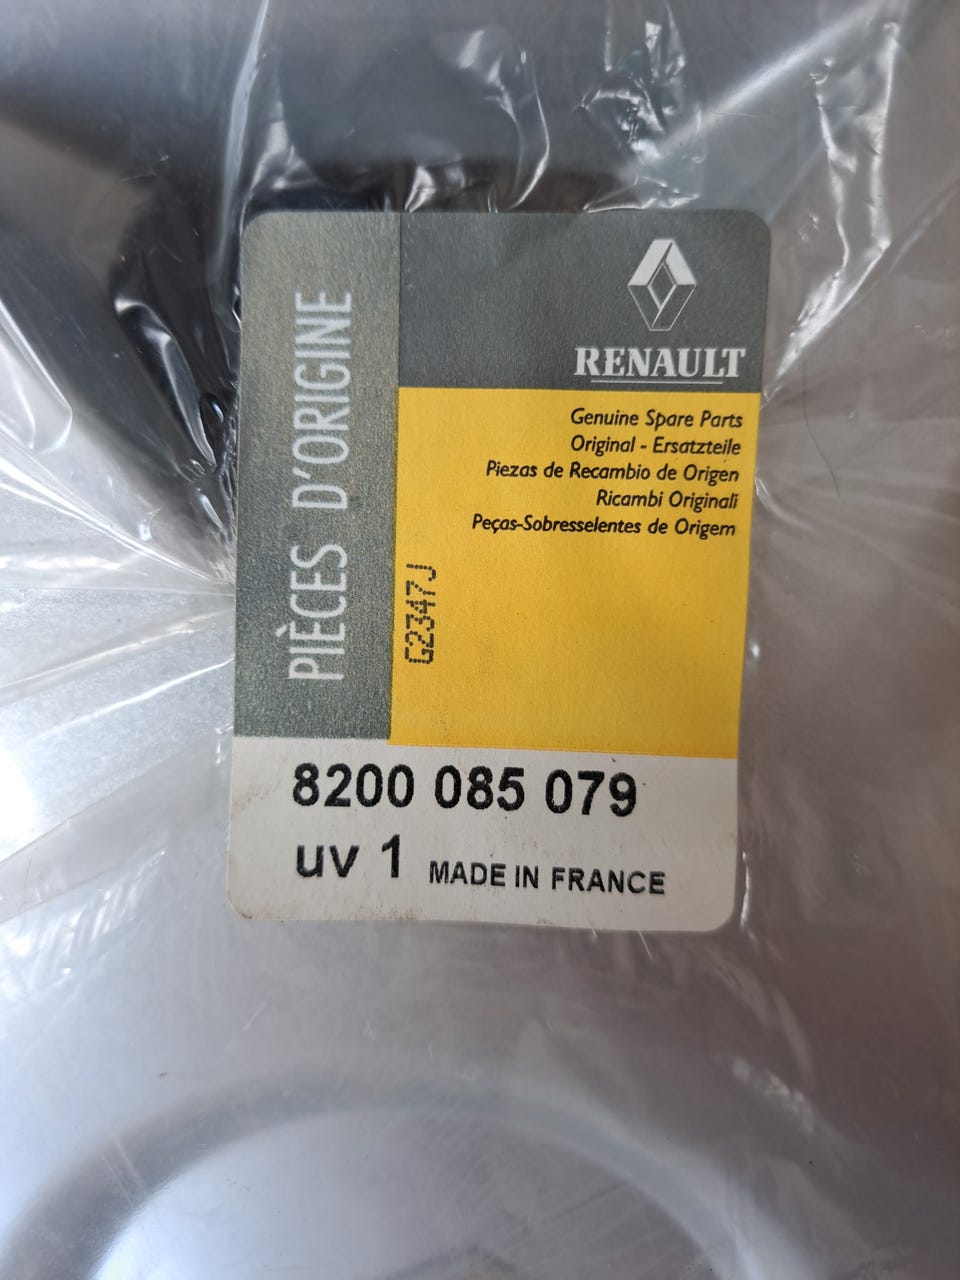 PIÈCES D'ORIGINE
RENAULT
Genuine Spare Parts
Original - Ersatzteile
Piezas de Recambio de Origen
Ricambi Originali
Peças-Sobresselentes de Origem
G2347J
8200 085 079
uv 1 MADE IN FRANCE